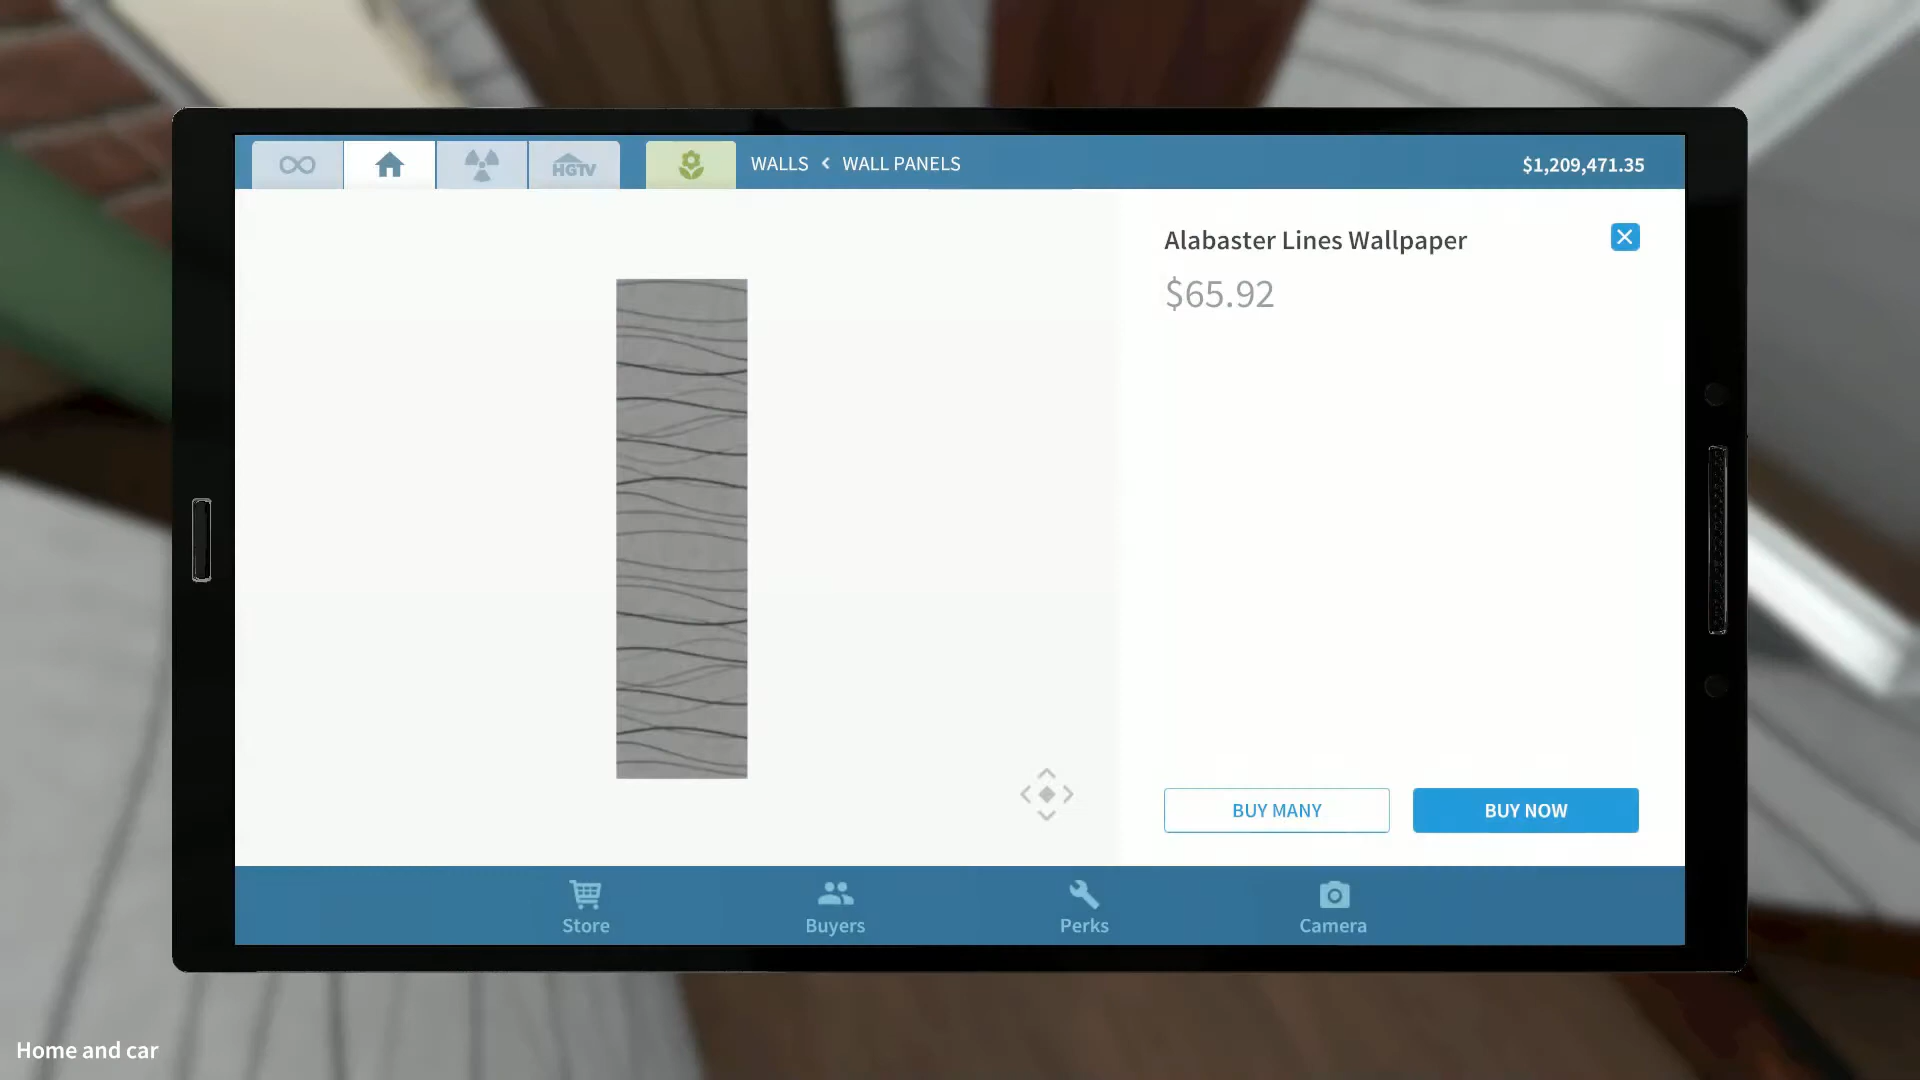 HGTV
WALLS < WALL PANELS
$1,209,471.35
Alabaster Lines Wallpaper
$65.92
BUY MANY
BUY NOW
Store
Buyers
Perks
Camera
Home and car